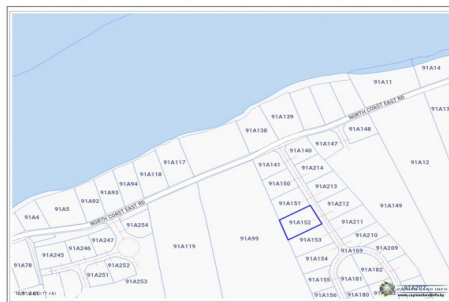 91A14
91A11
NORTH COAST EAST RD
91A139
91A138
91A148
91A147
91A140
91A117
91A141
91A214
91A12
91A118
91A150
91A213
91A94
91A93
91A92
91A151
91A212
91A149
91A5
91A4
91A152
91A211
NORTH COAST EAST RD
91A254
91A99
91A210
91A247
91A119
91A153
91A246
91A169
91A209
91A245
91A154
91A78
91A252
91A182
91A251
91A155
91A181
91A253
91A156
91A180
www.caymanlandinfo.ky